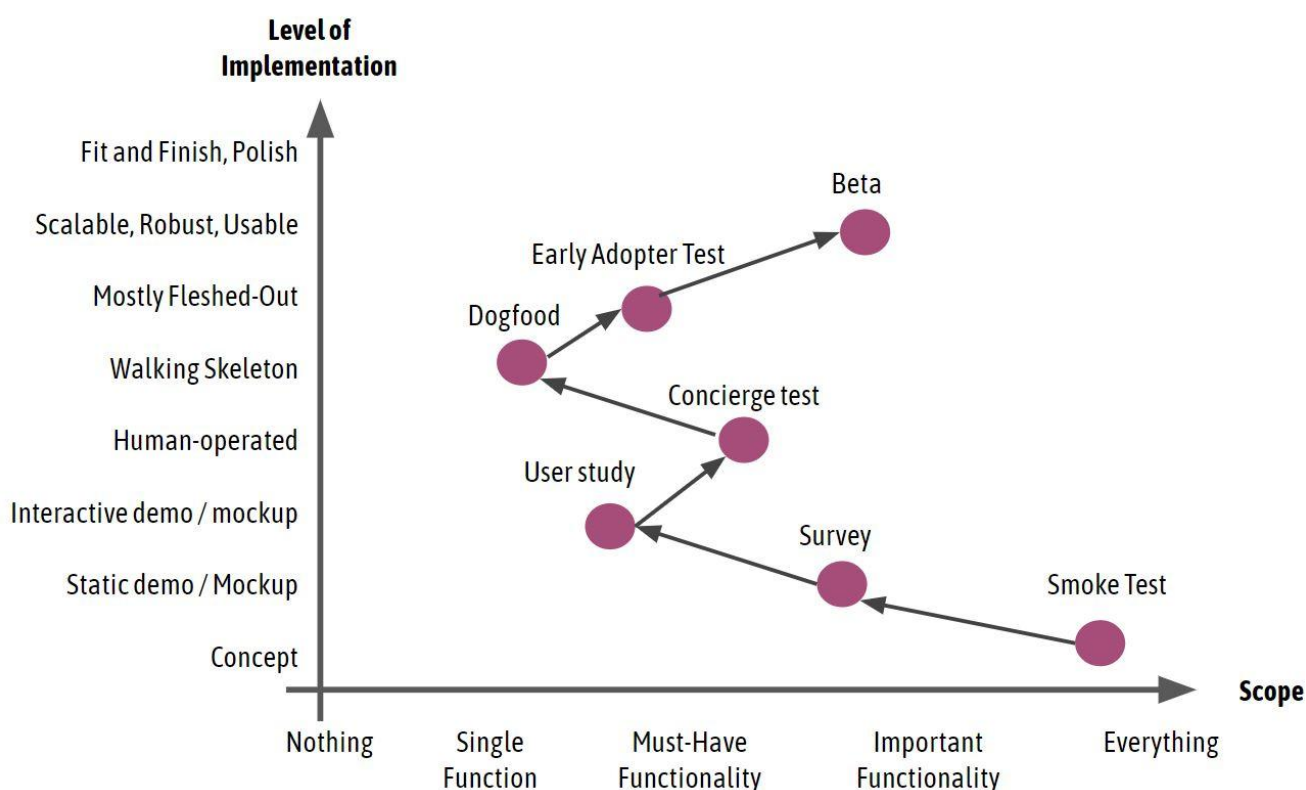 Level of
Implementation
Fit and Finish, Polish
Beta
Scalable, Robust, Usable
Early Adopter Test
Mostly Fleshed-Out
Dogfood
Walking Skeleton
Concierge test
Human-operated
User study
Interactive demo / mockup
Survey
Static demo / Mockup
Smoke Test
Concept
Scope
Nothing
Single
Function
Must-Have
Functionality
Important
Functionality
Everything